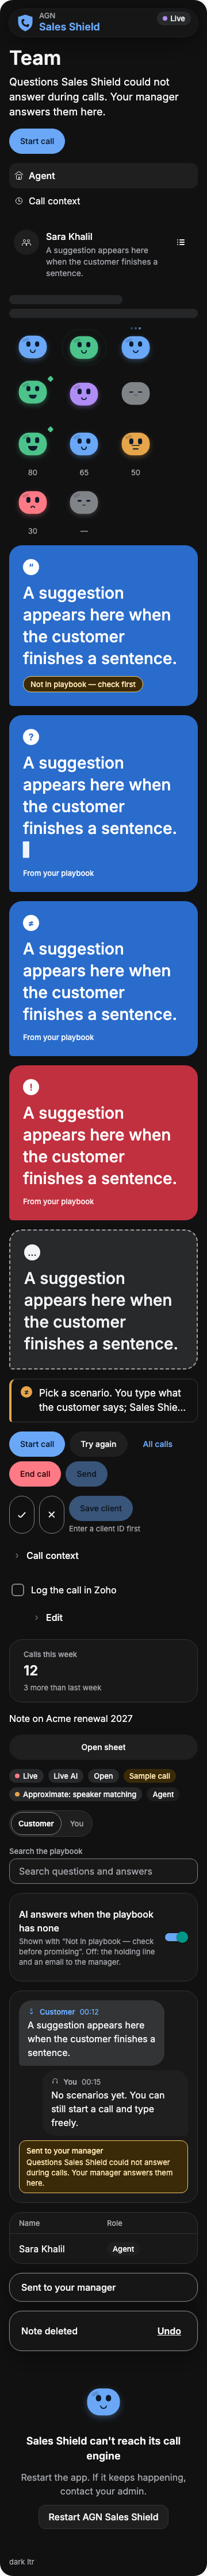 AGN
Sales Shield
Live
Team
Questions Sales Shield could not
answer during calls. Your manager
answers them here.
Start call
Agent
Call context
Sara Khalil
A suggestion appears
here when the
customer finishes a
sentence.
80
65
50
30
—
“
A suggestion
appears here when
the customer
finishes a sentence.
Not in playbook — check first
?
A suggestion
appears here when
the customer
finishes a sentence.
From your playbook
≠
A suggestion
appears here when
the customer
finishes a sentence.
From your playbook
!
A suggestion
appears here when
the customer
finishes a sentence.
From your playbook
…
A suggestion
appears here when
the customer
finishes a sentence.
≠
Pick a scenario. You type what
the customer says; Sales Shie...
Start call
Try again
All calls
End call
Send
Save client
Enter a client ID first
Call context
Log the call in Zoho
Edit
Calls this week
12
3 more than last week
Note on Acme renewal 2027
Open sheet
Live
Live AI
Open
Sample call
Approximate: speaker matching
Agent
Customer
You
Search the playbook
Search questions and answers
AI answers when the playbook
has none
Shown with “Not in playbook — check
before promising”. Off: the holding line
and an email to the manager.
Customer 00:12
A suggestion appears here
when the customer finishes a
sentence.
You 00:15
No scenarios yet. You can
still start a call and type
freely.
Sent to your manager
Questions Sales Shield could not answer
during calls. Your manager answers them
here.
Name
Role
Sara Khalil
Agent
Sent to your manager
Note deleted
Undo
Sales Shield can't reach its call
engine
Restart the app. If it keeps happening,
contact your admin.
Restart AGN Sales Shield
dark ltr